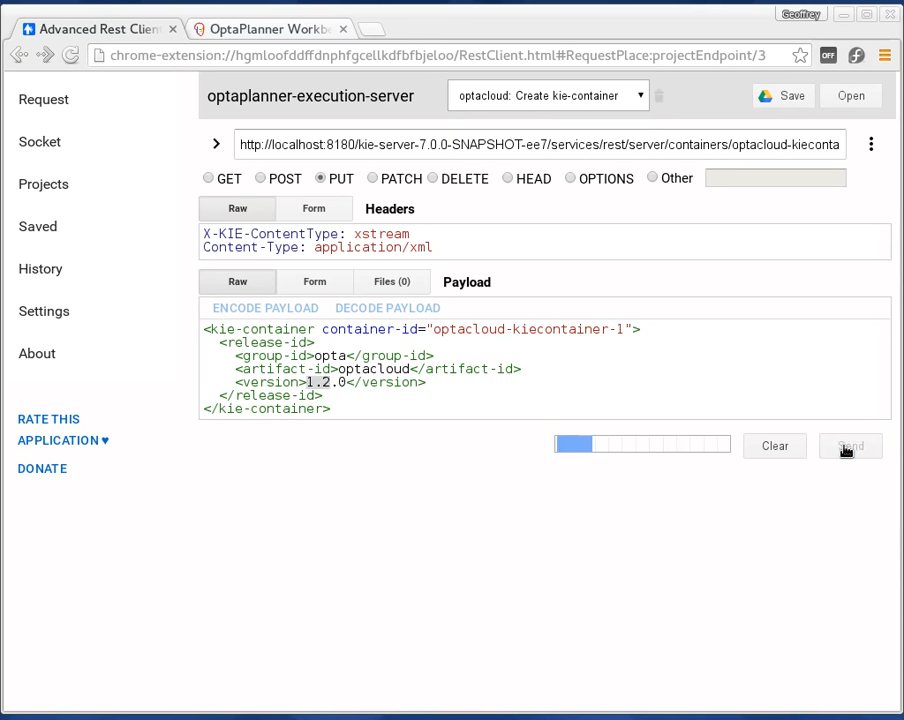 Geoffrey
Advanced Rest Clien
OptaPlanner Workbe
chrome-extension://hgmloofddffdnphfgcellkdfbfbjeloo/RestClient.html#RequestPlace:projectEndpoint/3
OFF
Request
Socket
Projects
Saved
History
Settings
About
RATE THIS
APPLICATION ♥
DONATE
optaplanner-execution-server
optacloud: Create kie-container
Save
Open
http://localhost:8180/kie-server-7.0.0-SNAPSHOT-ee7/services/rest/server/containers/optacloud-kieconta
GET POST PUT PATCH DELETE HEAD OPTIONS Other
Raw Form Headers
X-KIE-ContentType: xstream
Content-Type: application/xml
Raw Form Files (0) Payload
ENCODE PAYLOAD DECODE PAYLOAD
<kie-container container-id="optacloud-kiecontainer-1">
<release-id>
<group-id>opta</group-id>
<artifact-id>optacloud</artifact-id>
<version>1.2.0</version>
</release-id>
</kie-container>
Clear
Send